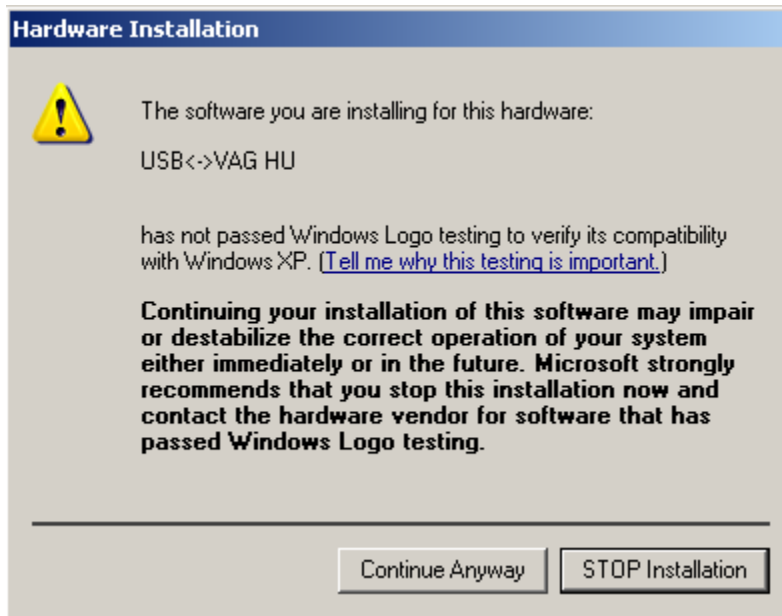 Hardware Installation
The software you are installing for this hardware:
USB<->VAG HU
has not passed Windows Logo testing to verify its compatibility
with Windows XP. (Tell me why this testing is important.)
Continuing your installation of this software may impair
or destabilize the correct operation of your system
either immediately or in the future. Microsoft strongly
recommends that you stop this installation now and
contact the hardware vendor for software that has
passed Windows Logo testing.
Continue Anyway STOP Installation